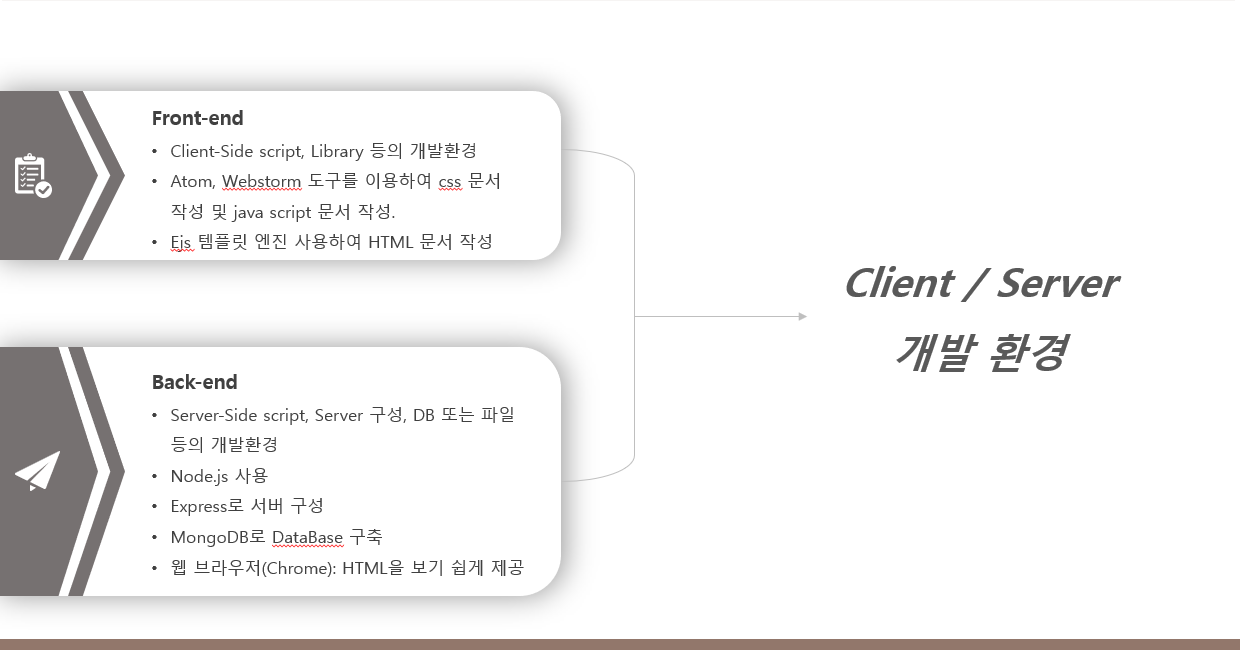 Front-end
• Client-Side script, Library 등의 개발환경
• Atom, Webstorm 도구를 이용하여 css 문서
작성 및 java script 문서 작성.
• Ejs 템플릿 엔진 사용하여 HTML 문서 작성
Back-end
• Server-Side script, Server 구성, DB 또는 파일
등의 개발환경
• Node.js 사용
• Express로 서버 구성
• MongoDB로 DataBase 구축
• 웹 브라우저(Chrome): HTML을 보기 쉽게 제공
Client / Server
개발 환경